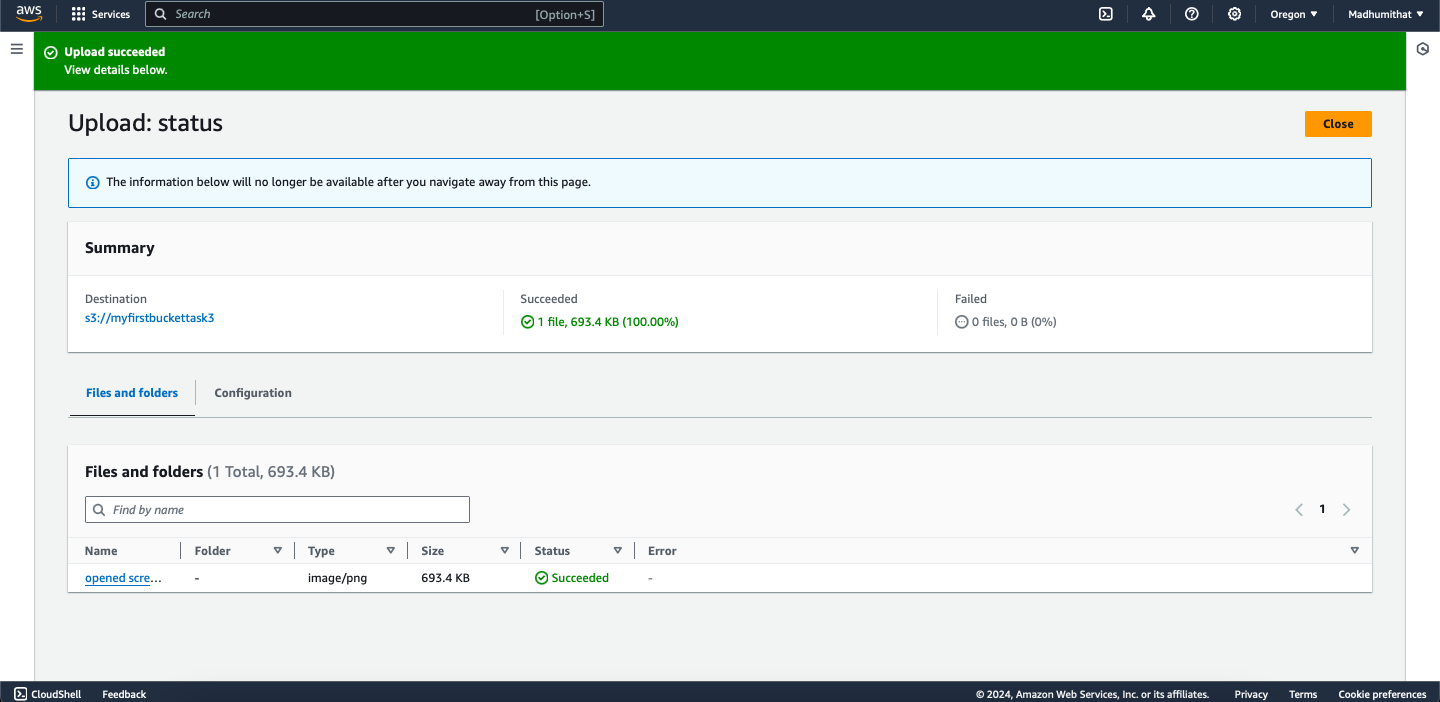 aws Services Search [Option+S] Oregon Madhumithat
Upload succeeded
View details below.
Upload: status Close
The information below will no longer be available after you navigate away from this page.
Summary
Destination Succeeded Failed
s3://myfirstbuckettask3 1 file, 693.4 KB (100.00%) 0 files, 0 B (0%)
Files and folders Configuration
Files and folders (1 Total, 693.4 KB)
Find by name 1
Name Folder Type Size Status Error
opened scre... - image/png 693.4 KB Succeeded -
CloudShell Feedback © 2024, Amazon Web Services, Inc. or its affiliates. Privacy Terms Cookie preferences